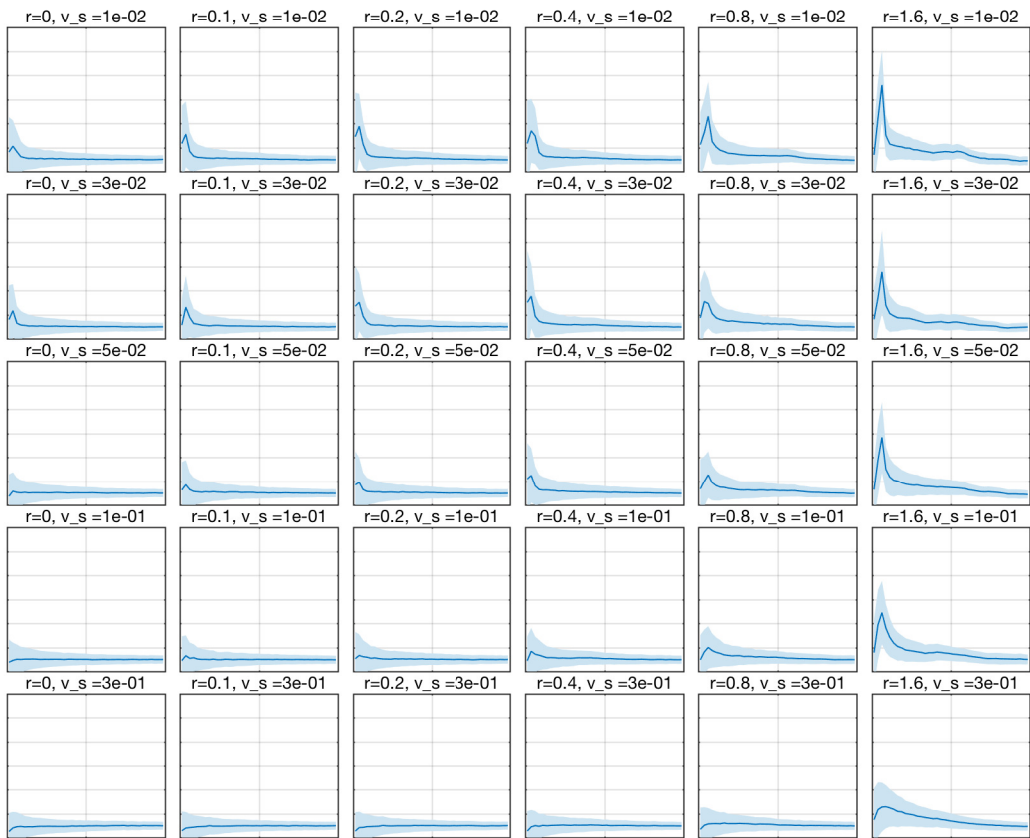 r=0, v_s =1e-02 r=0.1, v_s =1e-02 r=0.2, v_s =1e-02 r=0.4, v_s =1e-02 r=0.8, v_s =1e-02 r=1.6, v_s =1e-02
r=0, v_s =3e-02 r=0.1, v_s =3e-02 r=0.2, v_s =3e-02 r=0.4, v_s =3e-02 r=0.8, v_s =3e-02 r=1.6, v_s =3e-02
r=0, v_s =5e-02 r=0.1, v_s =5e-02 r=0.2, v_s =5e-02 r=0.4, v_s =5e-02 r=0.8, v_s =5e-02 r=1.6, v_s =5e-02
r=0, v_s =1e-01 r=0.1, v_s =1e-01 r=0.2, v_s =1e-01 r=0.4, v_s =1e-01 r=0.8, v_s =1e-01 r=1.6, v_s =1e-01
r=0, v_s =3e-01 r=0.1, v_s =3e-01 r=0.2, v_s =3e-01 r=0.4, v_s =3e-01 r=0.8, v_s =3e-01 r=1.6, v_s =3e-01